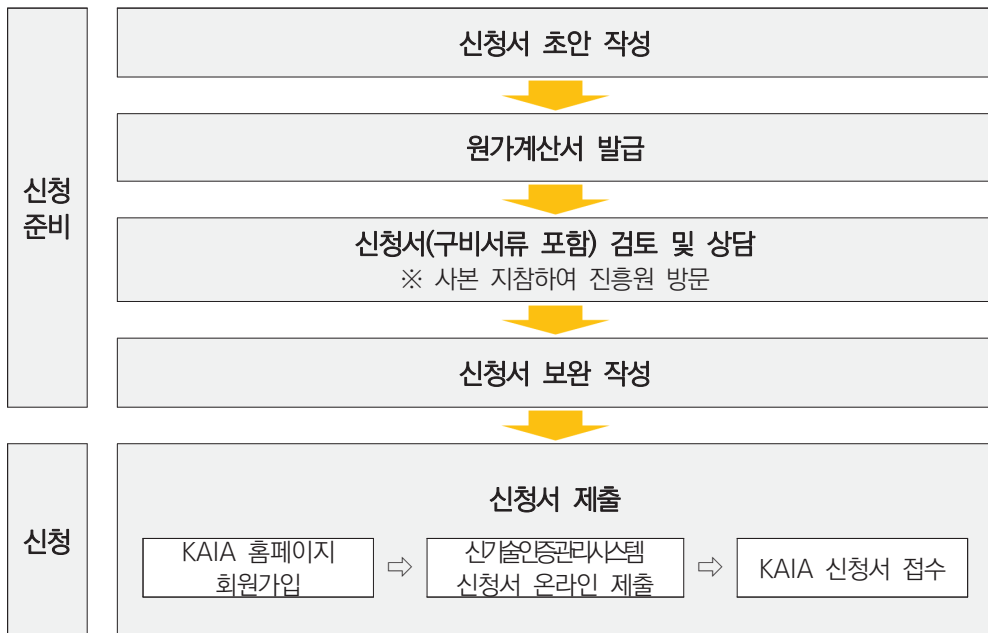 신청서 초안 작성
원가계산서 발급
신청
준비
신청서(구비서류 포함) 검토 및 상담
※ 사본 지참하여 진흥원 방문
신청서 보완 작성
신청
신청서 제출
KAIA 홈페이지
회원가입
⇨
신기술인증관리시스템
신청서 온라인 제출
⇨
KAIA 신청서 접수